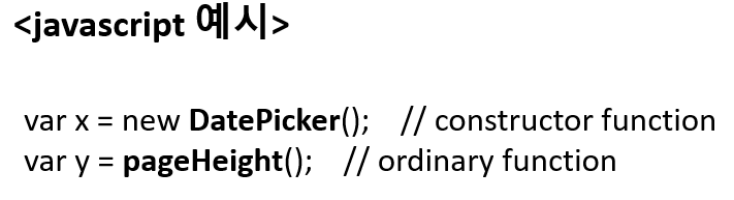 <javascript 예시>
var x = new DatePicker(); // constructor function
var y = pageHeight(); // ordinary function